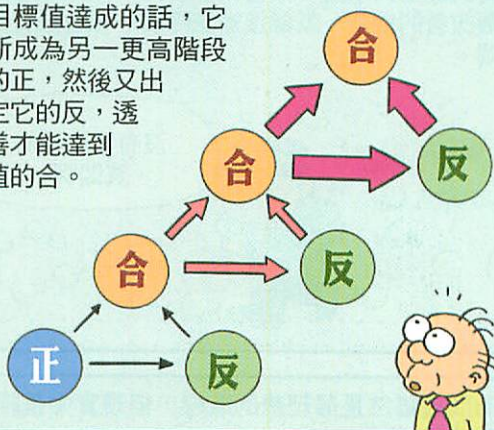 目標值達成的話，它
所成為另一更高階段
的正，然後又出
定它的反，透
善才能達到
值的合。
合
合
反
合
反
正
反